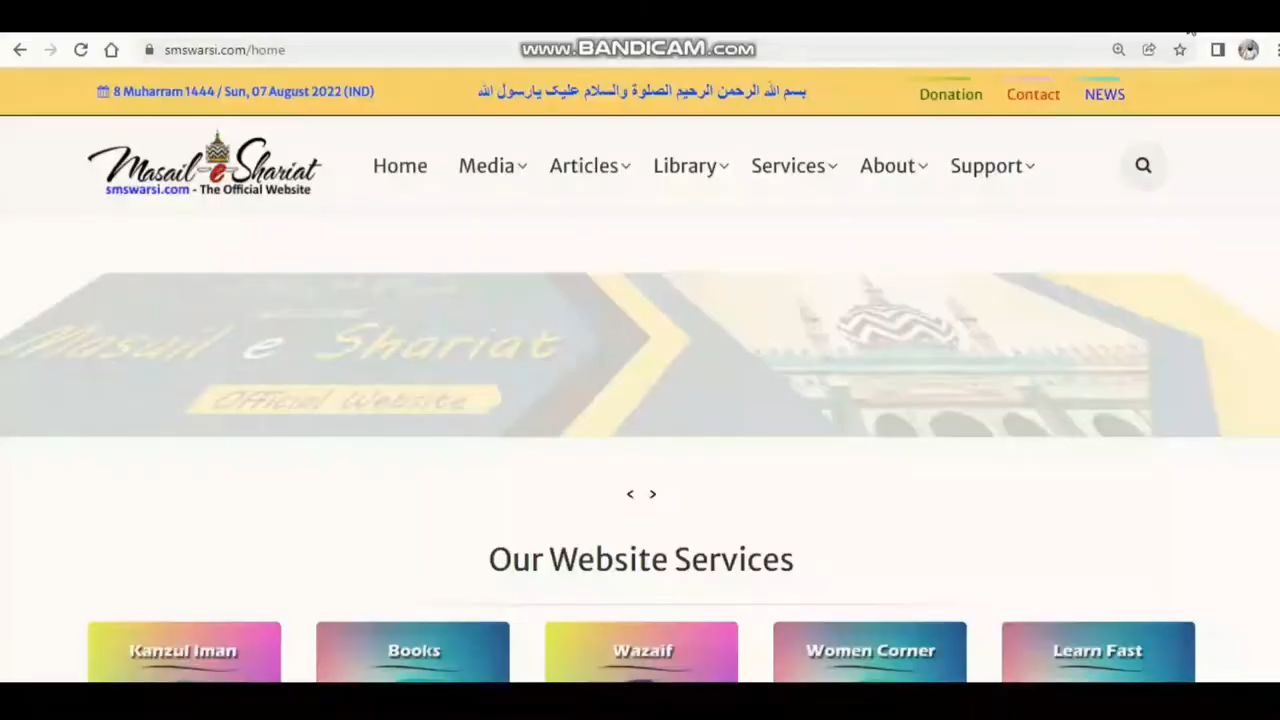 smswarsi.com/home
www.BANDICAM.com
8 Muharram 1444 / Sun, 07 August 2022 (IND)
بسم الله الرحمن الرحيم الصلوة والسلام عليک يارسول الله
Donation Contact NEWS
Masail e Shariat
smswarsi.com - The Official Website
Home Media Articles Library Services About Support
Masail e Shariat
Official Website
< >
Our Website Services
Kanzul Iman Books Wazaif Women Corner Learn Fast